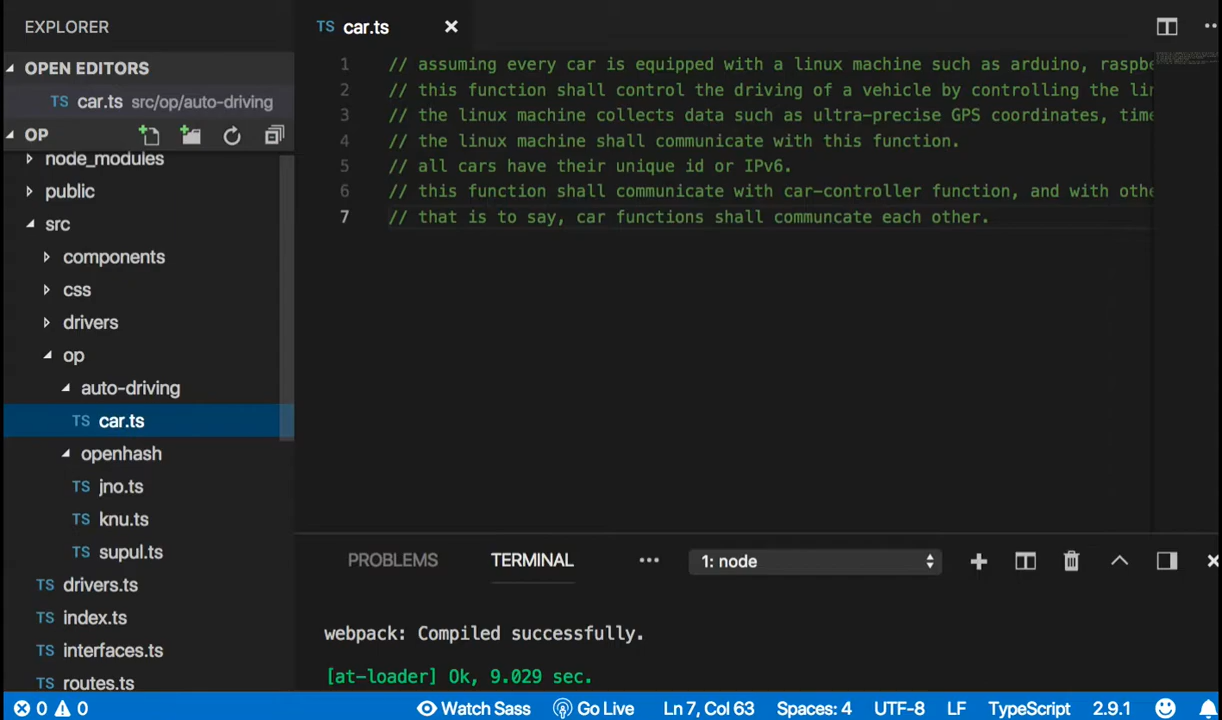 EXPLORER
OPEN EDITORS
TS car.ts src/op/auto-driving
OP
node_modules
public
src
components
css
drivers
op
auto-driving
TS car.ts
openhash
TS jno.ts
TS knu.ts
TS supul.ts
TS drivers.ts
TS index.ts
TS interfaces.ts
TS routes.ts
TS car.ts
1 // assuming every car is equipped with a linux machine such as arduino, raspbe
2 // this function shall control the driving of a vehicle by controlling the lin
3 // the linux machine collects data such as ultra-precise GPS coordinates, time
4 // the linux machine shall communicate with this function.
5 // all cars have their unique id or IPv6.
6 // this function shall communicate with car-controller function, and with othe
7 // that is to say, car functions shall communcate each other.
PROBLEMS TERMINAL ... 1: node
webpack: Compiled successfully.
[at-loader] Ok, 9.029 sec.
0 0 Watch Sass Go Live Ln 7, Col 63 Spaces: 4 UTF-8 LF TypeScript 2.9.1